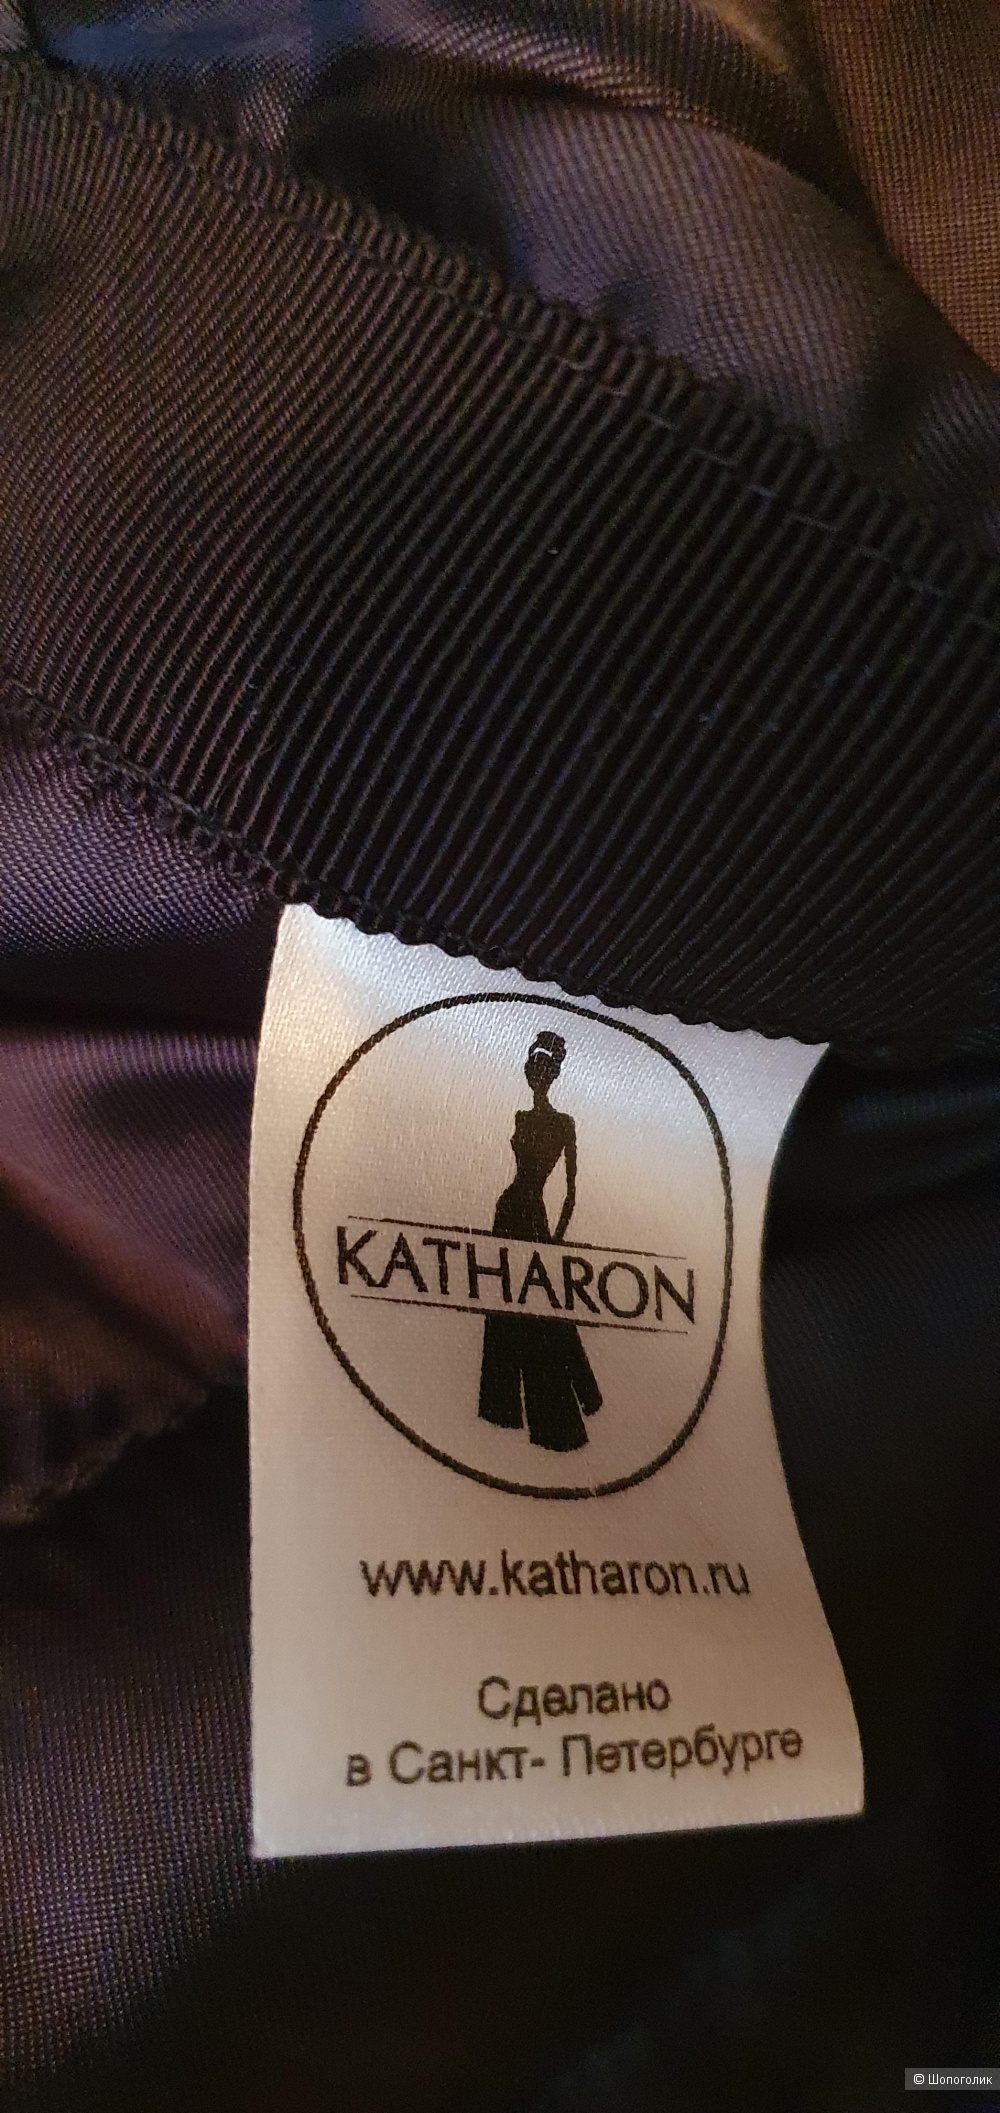 KATHARON
www.katharon.ru
Сделано
в Санкт- Петербурге
© Шопоголик